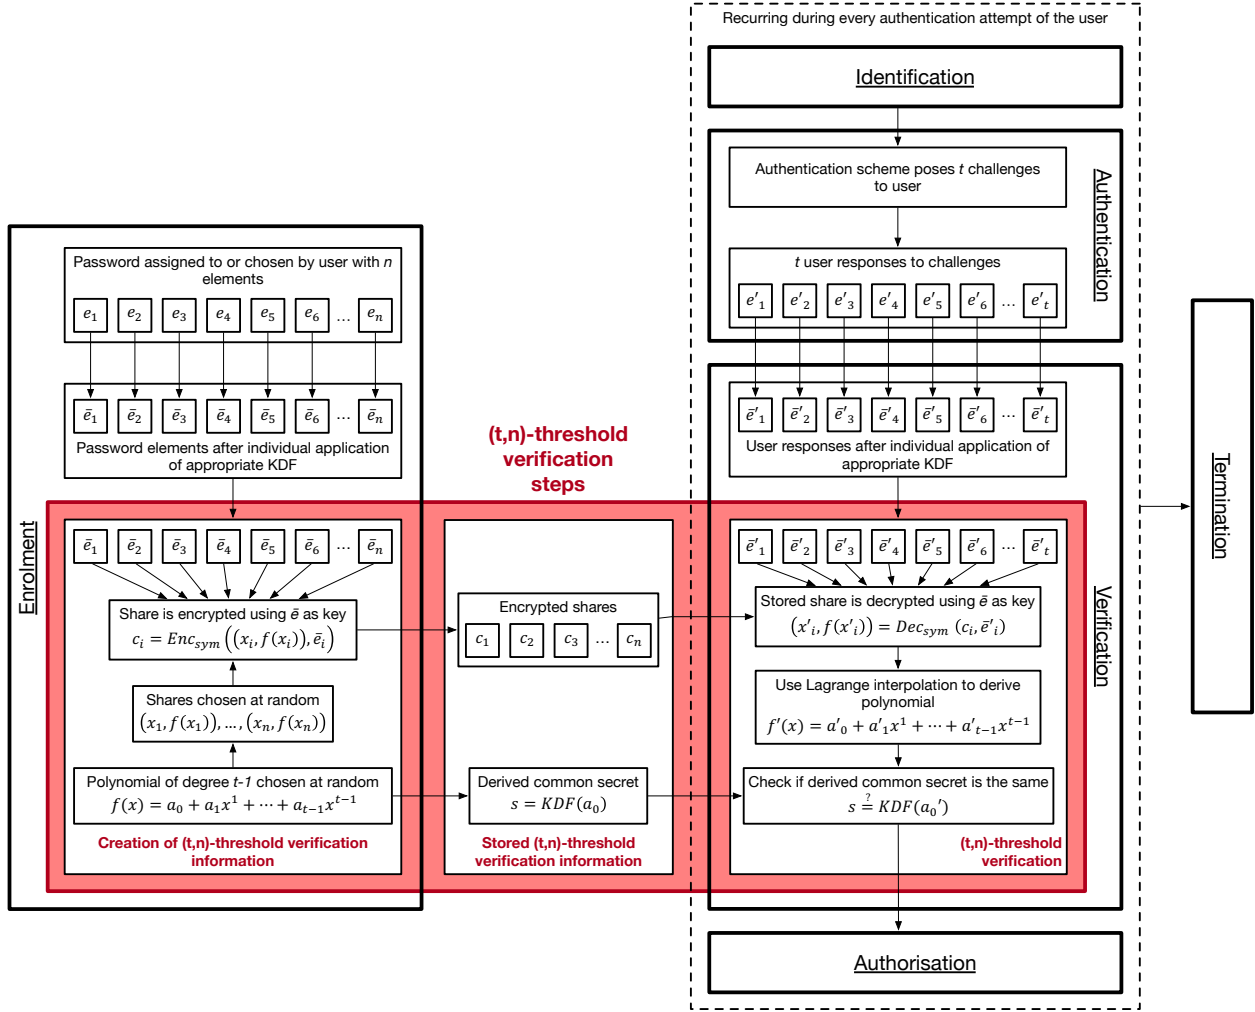 Recurring during every authentication attempt of the user
Identification
Authentication
Authentication scheme poses t challenges
to user
t user responses to challenges
e'₁ e'₂ e'₃ e'₄ e'₅ e'₆ ... e'ₜ
Enrolment
Password assigned to or chosen by user with n
elements
e₁ e₂ e₃ e₄ e₅ e₆ ... eₙ
ē₁ ē₂ ē₃ ē₄ ē₅ ē₆ ... ēₙ
Password elements after individual application
of appropriate KDF
(t,n)-threshold
verification
steps
ē₁ ē₂ ē₃ ē₄ ē₅ ē₆ ... ēₙ
Share is encrypted using ē as key
cᵢ = Enc_sym((xᵢ, f(xᵢ)), ēᵢ)
Shares chosen at random
(x₁, f(x₁)), ..., (xₙ, f(xₙ))
Polynomial of degree t-1 chosen at random
f(x) = a₀ + a₁x¹ + ⋯ + aₜ₋₁xᵗ⁻¹
Creation of (t,n)-threshold verification
information
Encrypted shares
c₁ c₂ c₃ ... cₙ
Derived common secret
s = KDF(a₀)
Stored (t,n)-threshold
verification information
Verification
ē'₁ ē'₂ ē'₃ ē'₄ ē'₅ ē'₆ ... ē'ₜ
User responses after individual application of
appropriate KDF
ē'₁ ē'₂ ē'₃ ē'₄ ē'₅ ē'₆ ... ē'ₜ
Stored share is decrypted using ē as key
(x'ᵢ, f(x'ᵢ)) = Dec_sym (cᵢ, ē'ᵢ)
Use Lagrange interpolation to derive
polynomial
f'(x) = a'₀ + a'₁x¹ + ⋯ + a'ₜ₋₁xᵗ⁻¹
Check if derived common secret is the same
s ≟ KDF(a₀')
(t,n)-threshold
verification
Authorisation
Termination